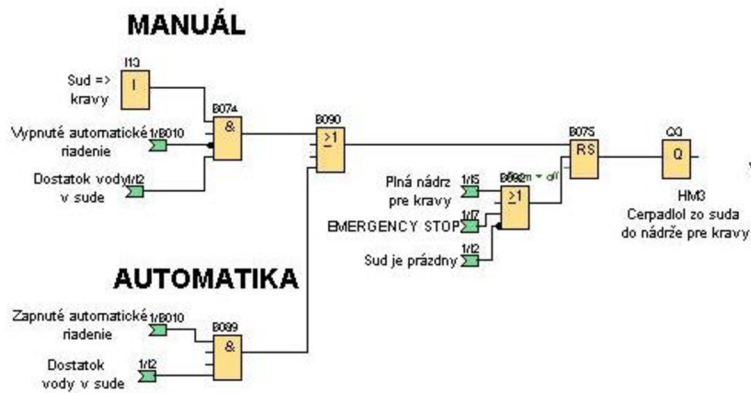 MANUÁL
I13
Sud =>
kravy
I
B074
&
Vypnuté automatické
riadenie
1/B010
Dostatok vody
v sude
1/I2
B090
≥1
B075
RS
Q3
Q
HM3
Cerpadlol zo suda
do nádrže pre kravy
Plná nádrz
pre kravy
1/I5
≥1
EMERGENCY STOP
1/I7
Sud je prázdny
1/I2
AUTOMATIKA
Zapnuté automatické
riadenie
1/B010
B089
&
Dostatok
vody v sude
1/I2